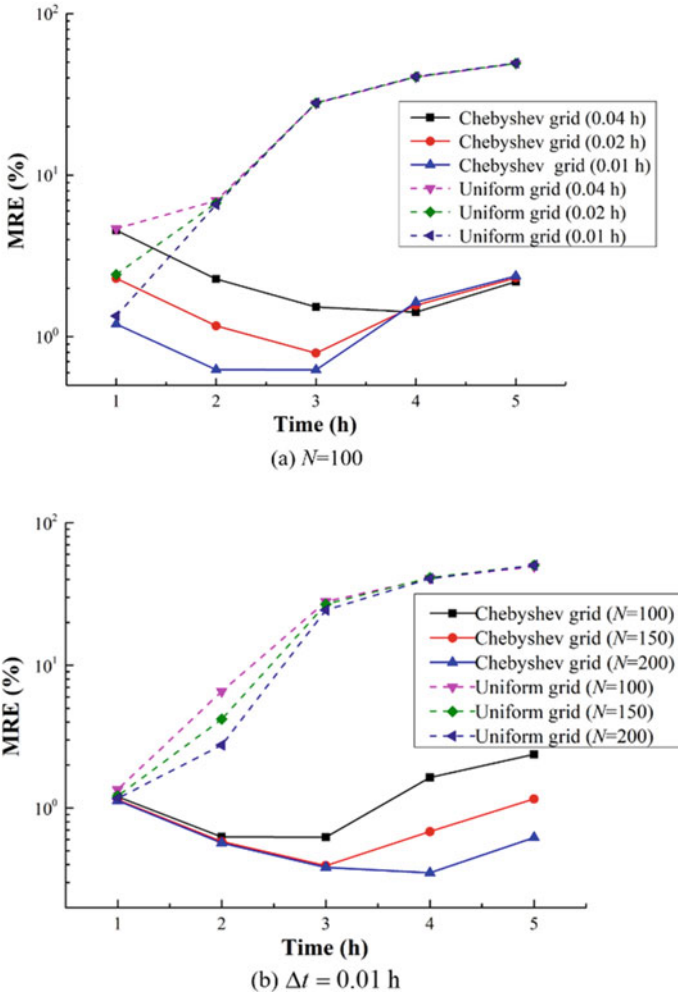 10²
10¹
10⁰
MRE (%)
Chebyshev grid (0.04 h)
Chebyshev grid (0.02 h)
Chebyshev grid (0.01 h)
Uniform grid (0.04 h)
Uniform grid (0.02 h)
Uniform grid (0.01 h)
1 2 3 4 5
Time (h)
(a) N=100
10²
10¹
10⁰
MRE (%)
Chebyshev grid (N=100)
Chebyshev grid (N=150)
Chebyshev grid (N=200)
Uniform grid (N=100)
Uniform grid (N=150)
Uniform grid (N=200)
1 2 3 4 5
Time (h)
(b) Δt = 0.01 h